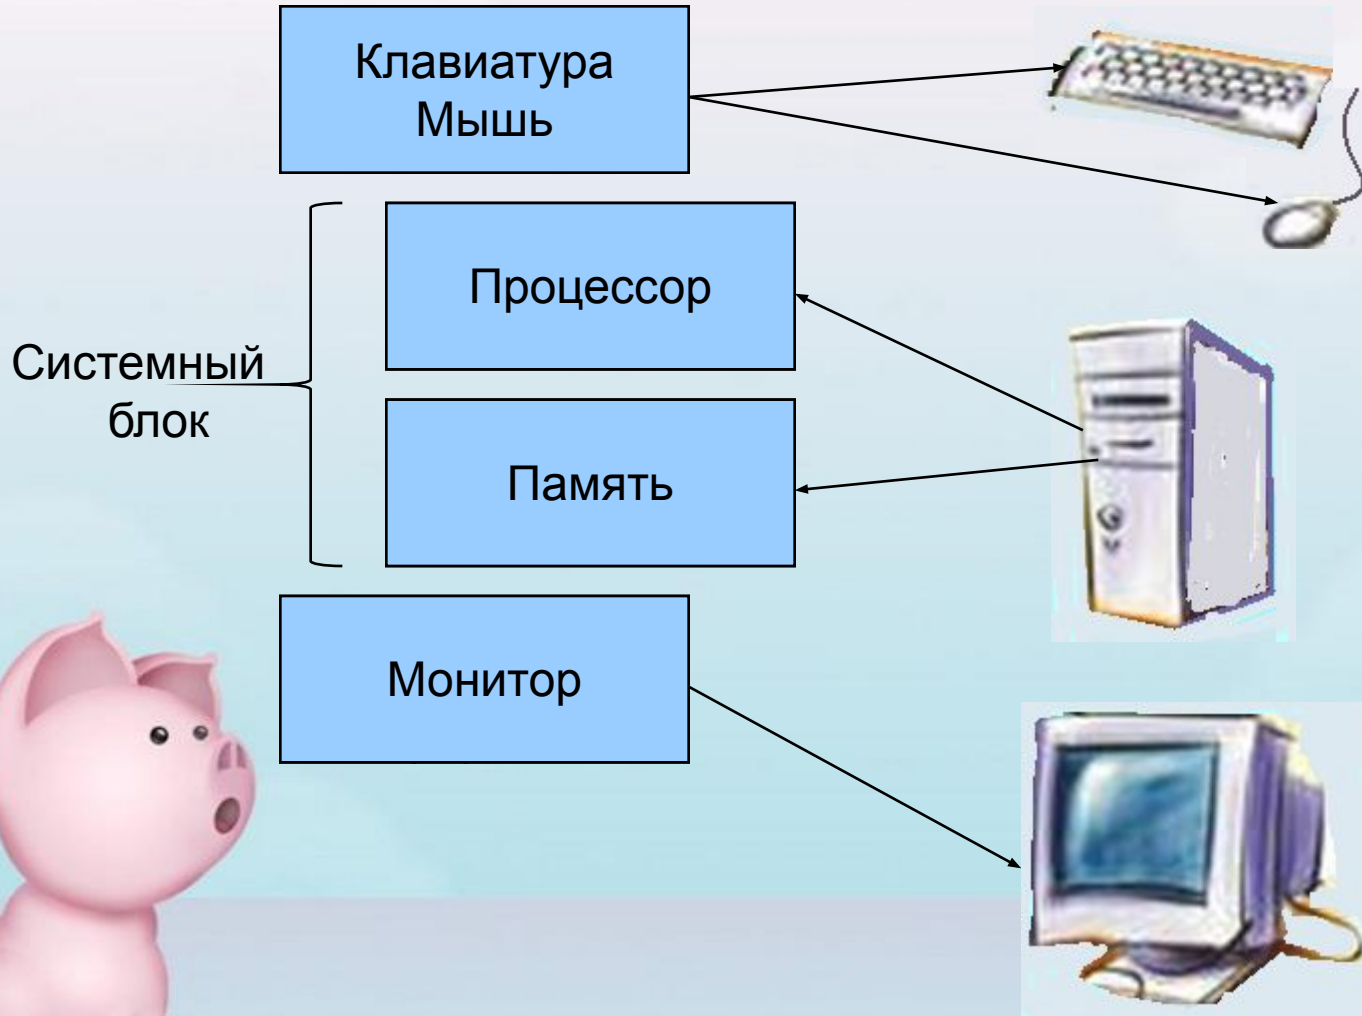 Клавиатура
Мышь
Процессор
Системный
блок
Память
Монитор